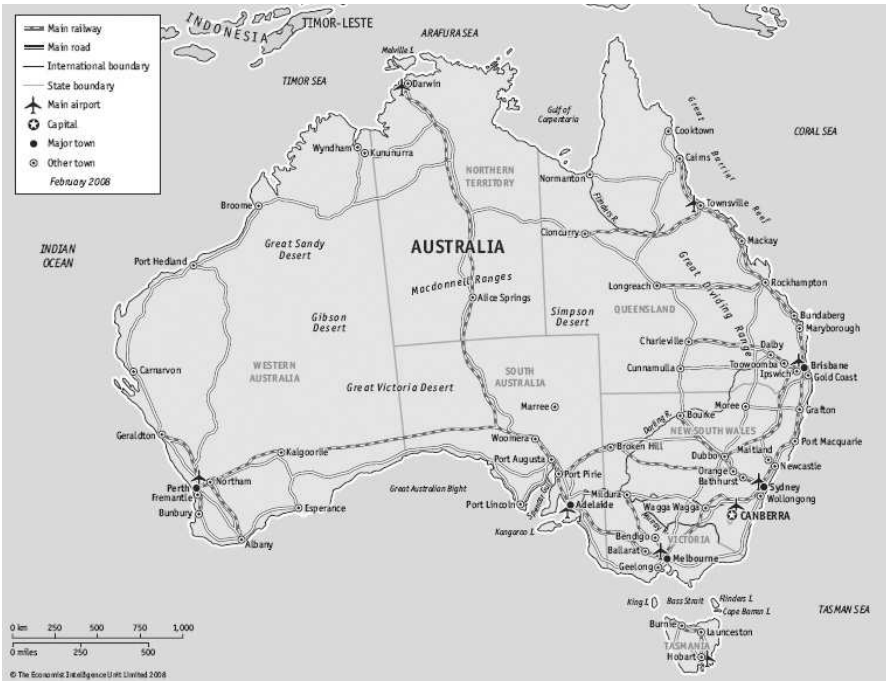 Main railway
Main road
International boundary
State boundary
Main airport
Capital
Major town
Other town
February 2008
INDONESIA
TIMOR-LESTE
ARAFURA SEA
Melville I.
TIMOR SEA
Darwin
Gulf of
Carpentaria
Great Barrier Reef
CORAL SEA
Cooktown
Cairns
Wyndham
Kununurra
NORTHERN
TERRITORY
Normanton
Flinders R.
Townsville
Broome
Cloncurry
Mackay
INDIAN
OCEAN
Great Sandy
Desert
AUSTRALIA
Port Hedland
Macdonnell Ranges
Longreach
Great Dividing Range
Rockhampton
Alice Springs
Gibson
Desert
Simpson
Desert
QUEENSLAND
Bundaberg
Maryborough
Charleville
Dalby
Toowoomba
Ipswich
Brisbane
Gold Coast
Carnarvon
WESTERN
AUSTRALIA
Great Victoria Desert
SOUTH
AUSTRALIA
Cunnamulla
Marree
Moree
Grafton
Bourke
Darling R.
NEW SOUTH WALES
Geraldton
Kalgoorlie
Woomera
Broken Hill
Dubbo
Maitland
Port Macquarie
Port Augusta
Port Pirie
Orange
Bathurst
Newcastle
Perth
Northam
Fremantle
Bunbury
Esperance
Great Australian Bight
Port Lincoln
Spencer G.
Adelaide
Mildura
Wagga Wagga
Sydney
Wollongong
CANBERRA
Kangaroo I.
Murray R.
Albany
Bendigo
VICTORIA
Ballarat
Melbourne
Geelong
King I.
Bass Strait
Flinders I.
Cape Barren I.
TASMAN SEA
Burnie
Launceston
TASMANIA
Hobart
0 km 250 500 750 1,000
0 miles 250 500
© The Economist Intelligence Unit Limited 2008